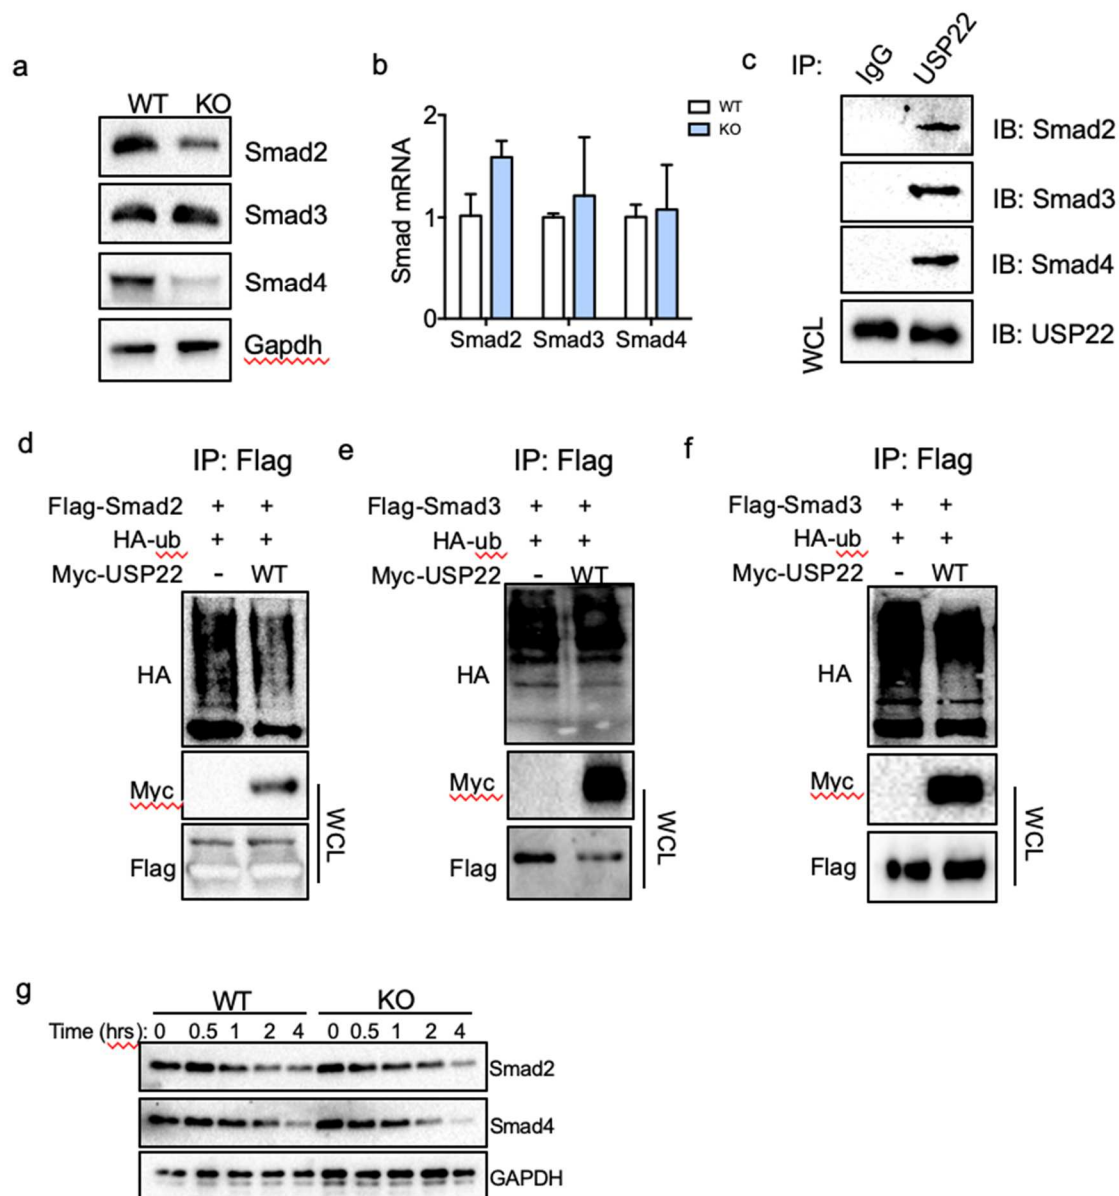 a
WT KO
Smad2
Smad3
Smad4
Gapdh
b
Smad mRNA
2
1
0
Smad2 Smad3 Smad4
WT
KO
c
IP: IgG USP22
IB: Smad2
IB: Smad3
IB: Smad4
WCL
IB: USP22
d
IP: Flag
Flag-Smad2 + +
HA-ub + +
Myc-USP22 - WT
HA
Myc
Flag
WCL
e
IP: Flag
Flag-Smad3 + +
HA-ub + +
Myc-USP22 - WT
HA
Myc
Flag
WCL
f
IP: Flag
Flag-Smad3 + +
HA-ub + +
Myc-USP22 - WT
HA
Myc
Flag
WCL
g
WT KO
Time (hrs): 0 0.5 1 2 4 0 0.5 1 2 4
Smad2
Smad4
GAPDH